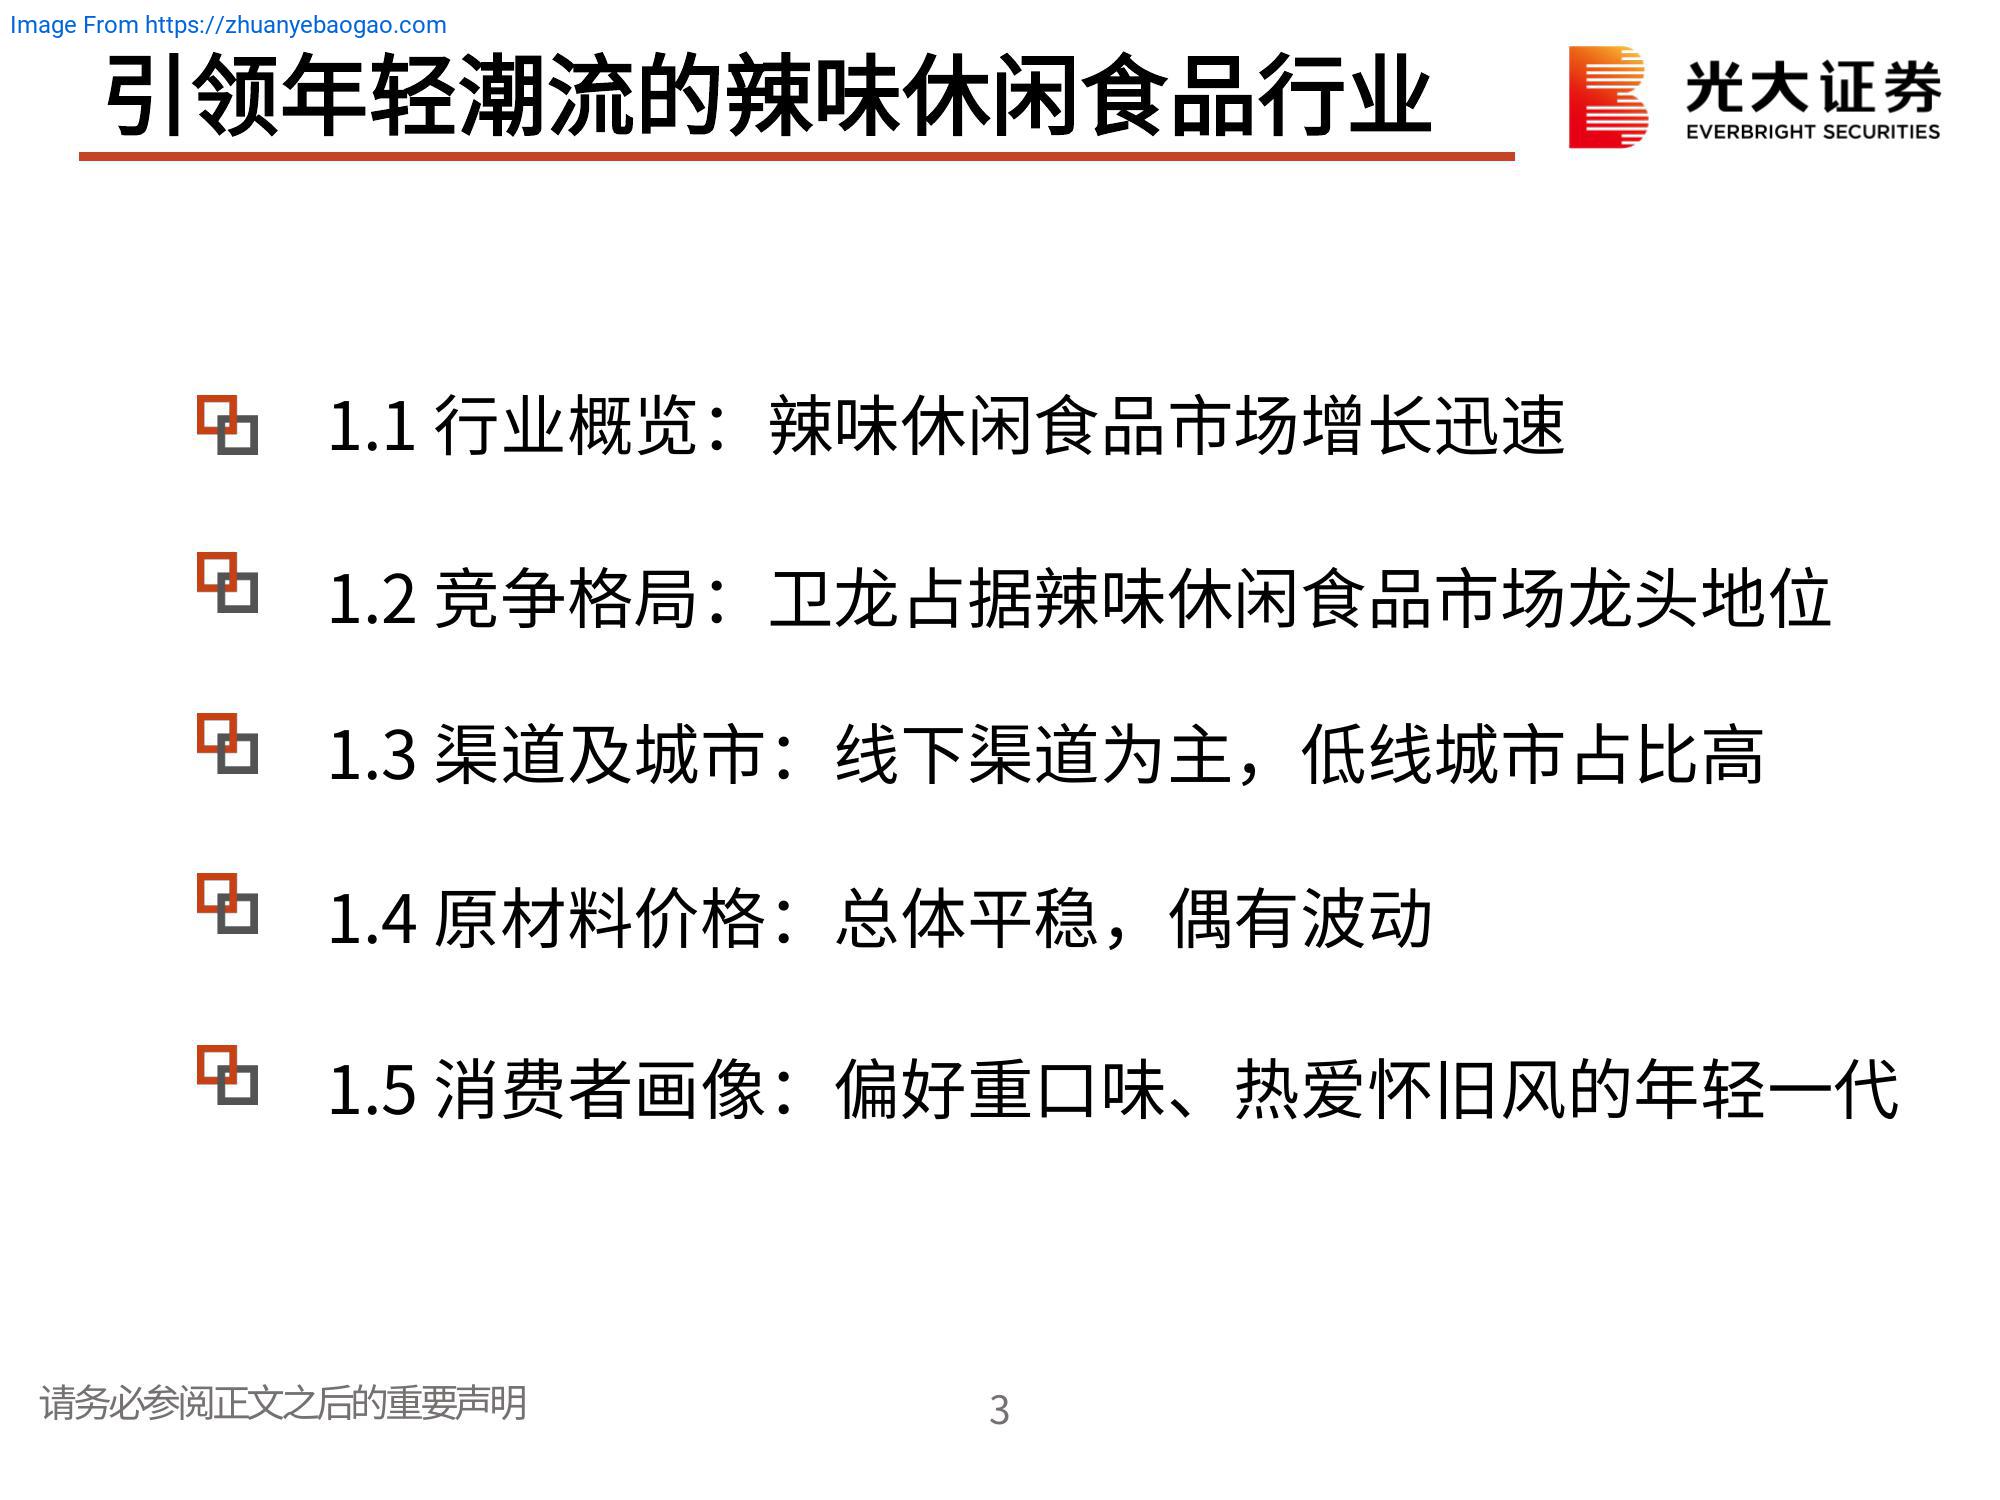 Image From https://zhuanyebaogao.com
引领年轻潮流的辣味休闲食品行业
光大证券
EVERBRIGHT SECURITIES
1.1 行业概览：辣味休闲食品市场增长迅速
1.2 竞争格局：卫龙占据辣味休闲食品市场龙头地位
1.3 渠道及城市：线下渠道为主，低线城市占比高
1.4 原材料价格：总体平稳，偶有波动
1.5 消费者画像：偏好重口味、热爱怀旧风的年轻一代
请务必参阅正文之后的重要声明
3